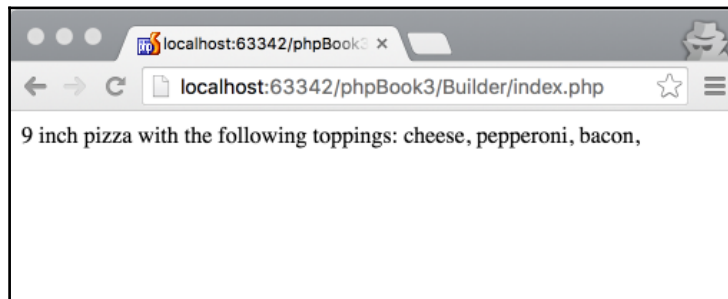 php
localhost:63342/phpBook3
localhost:63342/phpBook3/Builder/index.php
9 inch pizza with the following toppings: cheese, pepperoni, bacon,